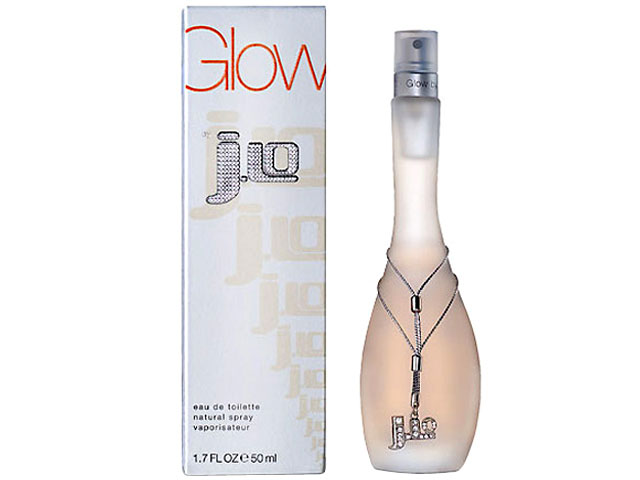 Glow
by
j.Lo
j.Lo
j.Lo
j.Lo
j.Lo
eau de toilette
natural spray
vaporisateur
1.7 FL OZ e 50 ml
Glow by
j.Lo